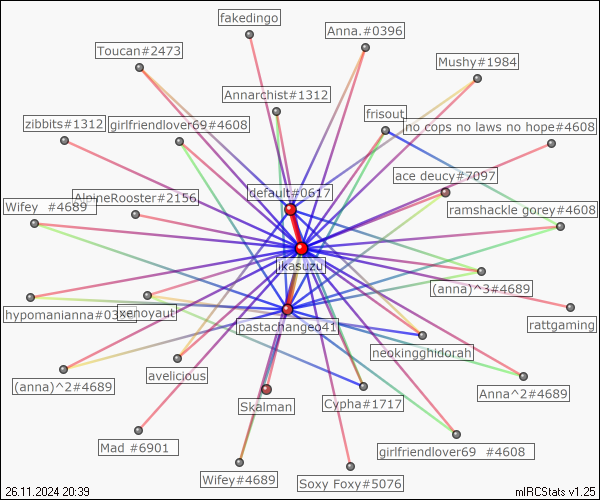 fakedingo
Anna.#0396
Toucan#2473
Mushy#1984
Annarchist#1312
frisout
zibbits#1312
girlfriendlover69#4608
no cops no laws no hope#4608
ace deucy#7097
default#0617
AlpineRooster#2156
Wifey #4689
ramshackle gorey#4608
ikasuzu
(anna)^3#4689
hypomanianna#03
xenoyaut
rattgaming
pastachangeo41
neokingghidorah
(anna)^2#4689
avelicious
Anna^2#4689
Skalman
Cypha#1717
Mad #6901
girlfriendlover69 #4608
Wifey#4689
Soxy Foxy#5076
26.11.2024 20:39
mIRCStats v1.25